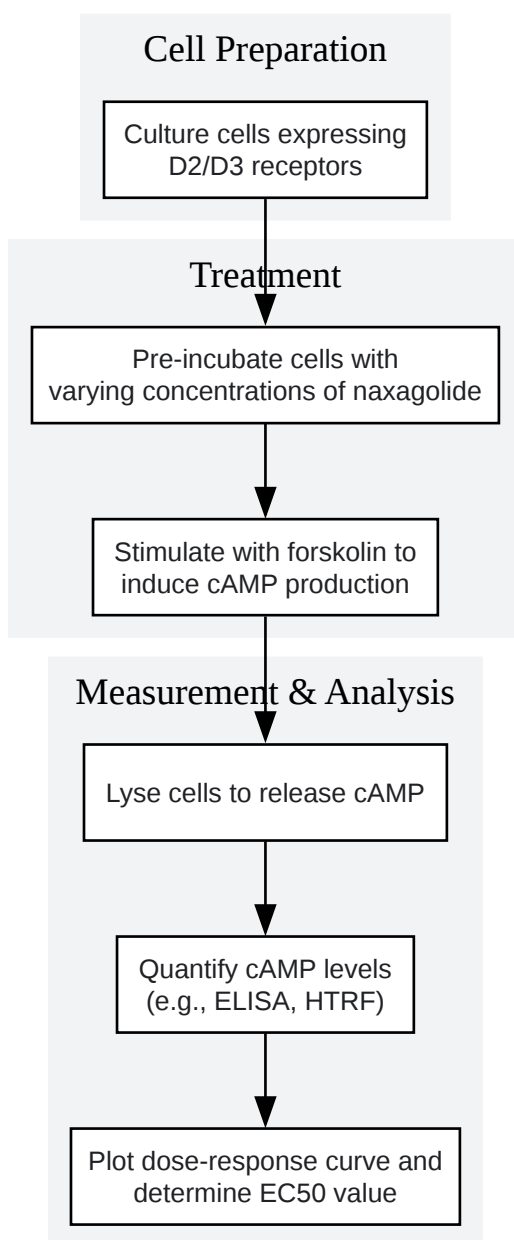 Cell Preparation
Culture cells expressing
D2/D3 receptors
Treatment
Pre-incubate cells with
varying concentrations of naxagolide
Stimulate with forskolin to
induce cAMP production
Measurement & Analysis
Lyse cells to release cAMP
Quantify cAMP levels
(e.g., ELISA, HTRF)
Plot dose-response curve and
determine EC50 value